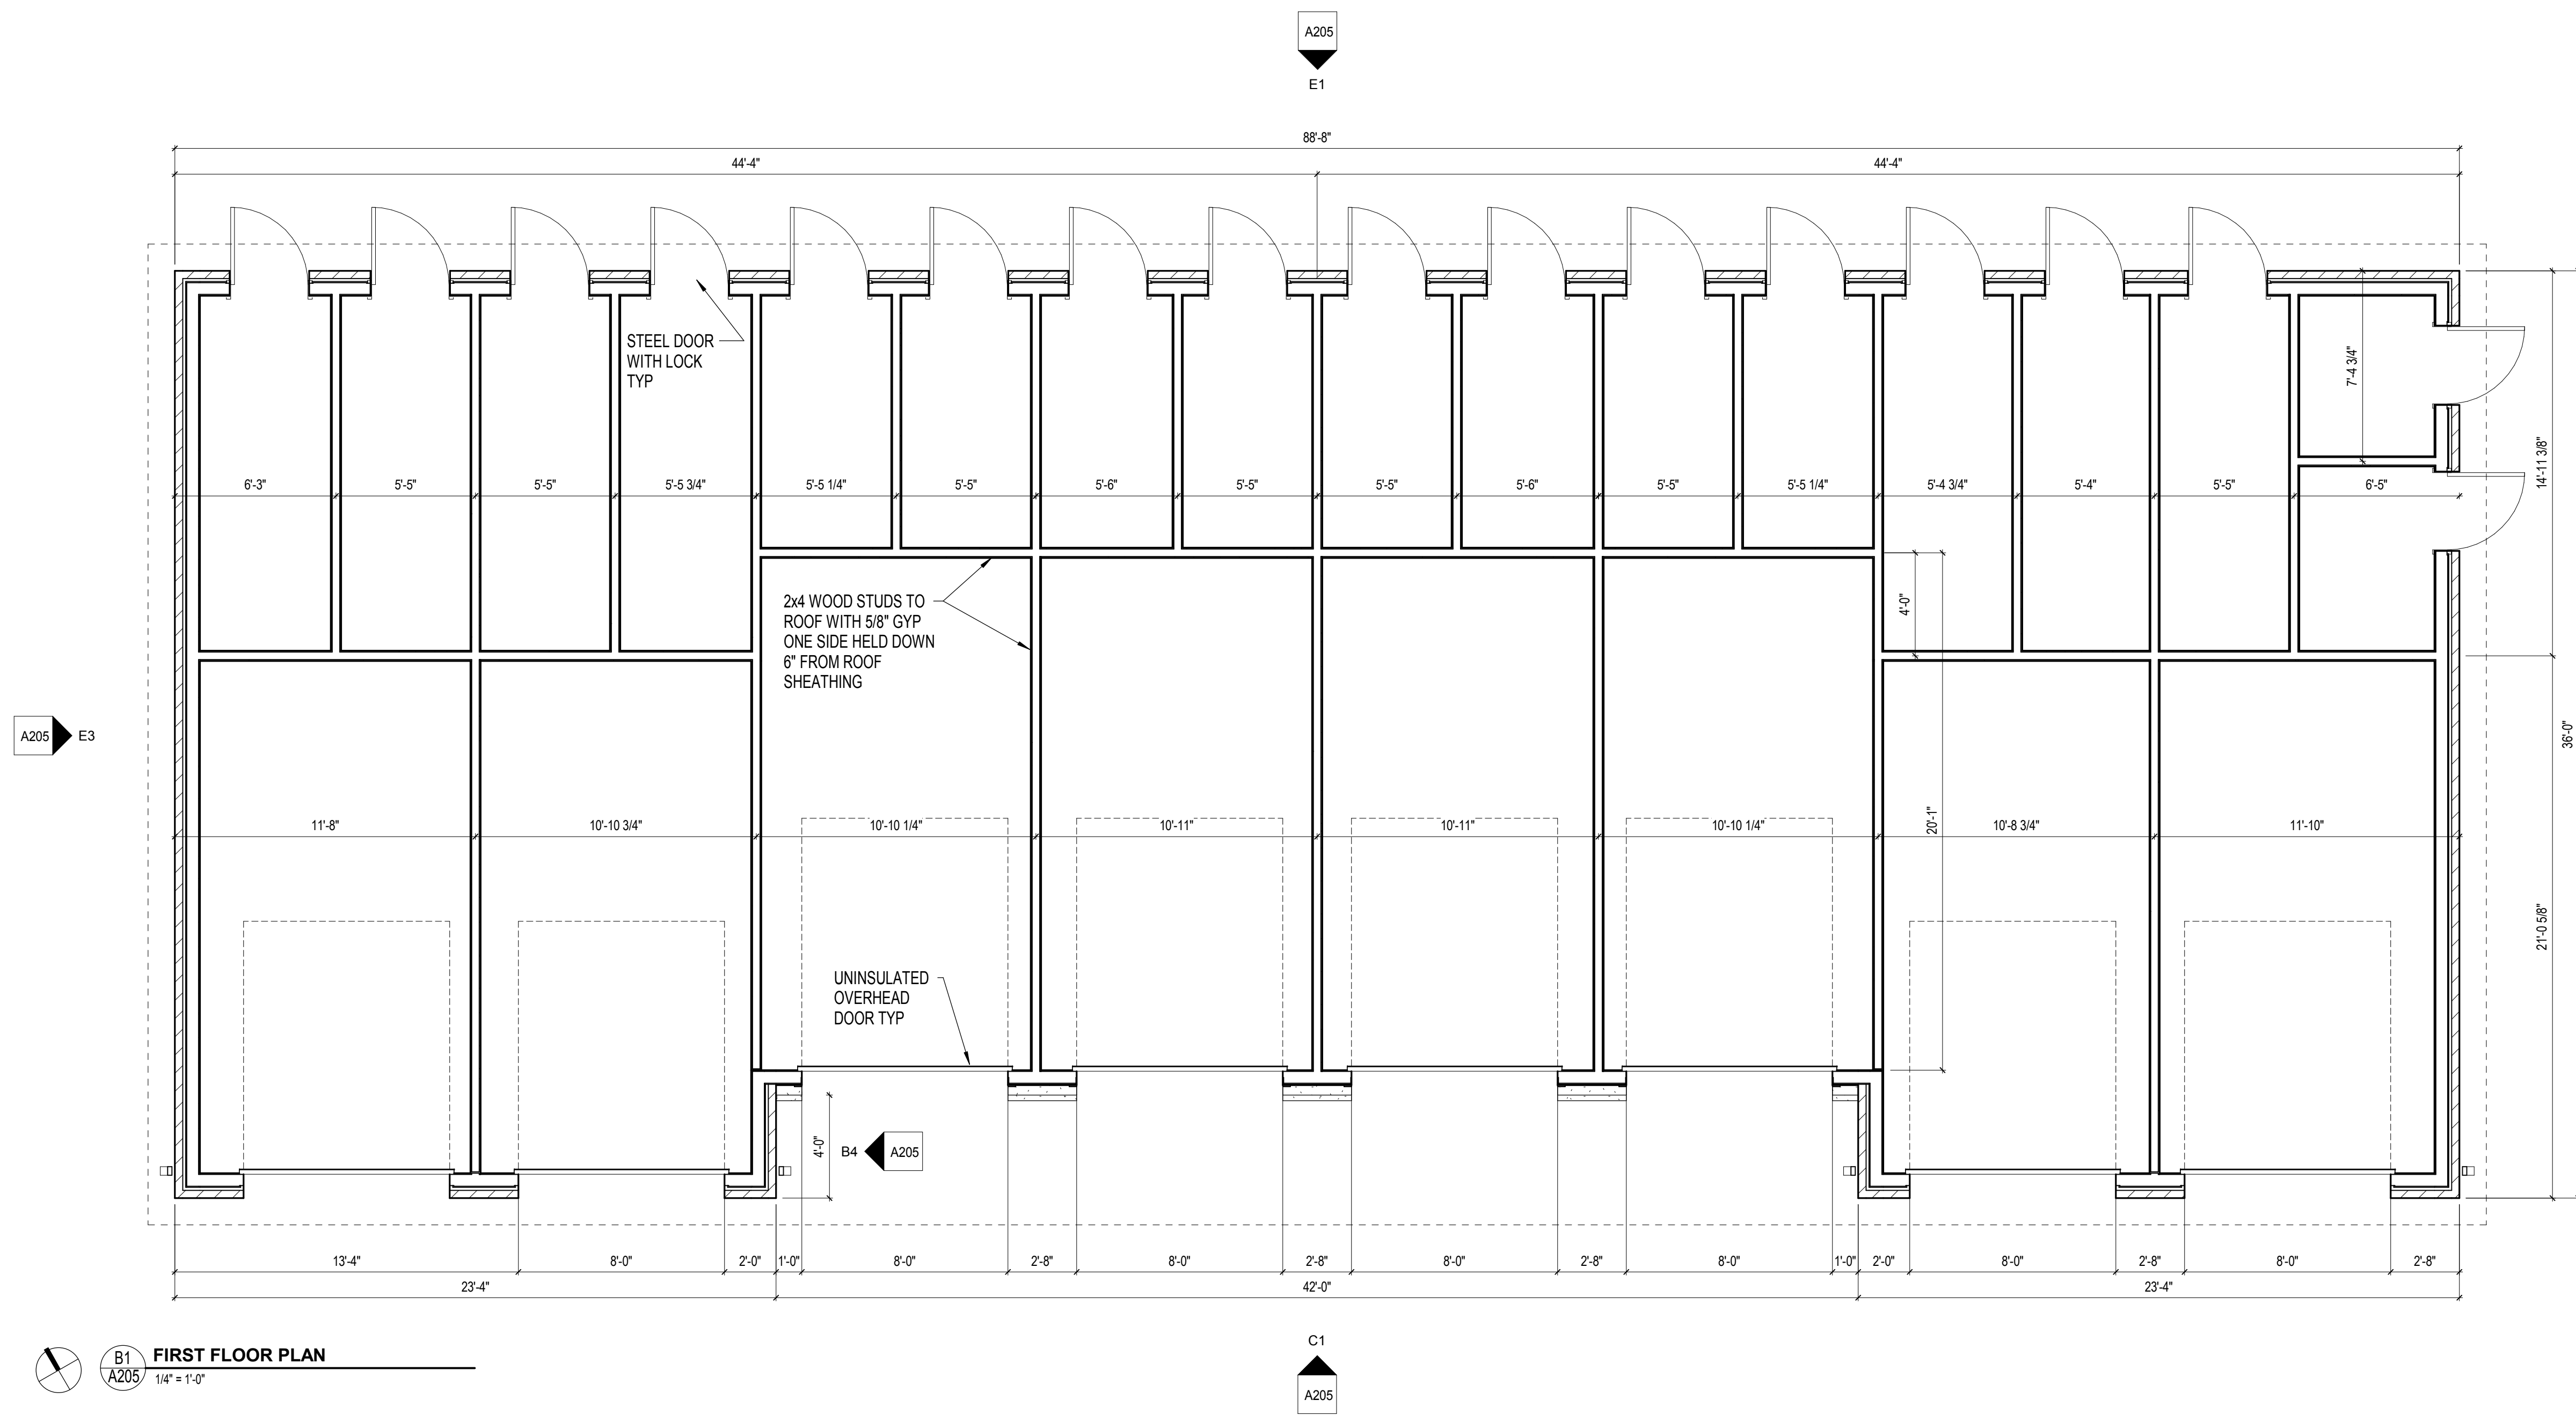 A205
E1
88'-8"
44'-4"
44'-4"
STEEL DOOR
WITH LOCK
TYP
7'-4 3/4"
14'-11 3/8"
6'-3"
5'-5"
5'-5"
5'-5 3/4"
5'-5 1/4"
5'-5"
5'-6"
5'-5"
5'-5"
5'-6"
5'-5"
5'-5 1/4"
5'-4 3/4"
5'-4"
5'-5"
6'-5"
2x4 WOOD STUDS TO
ROOF WITH 5/8" GYP
ONE SIDE HELD DOWN
6" FROM ROOF
SHEATHING
4'-0"
A205
E3
36'-0"
11'-8"
10'-10 3/4"
10'-10 1/4"
10'-11"
10'-11"
10'-10 1/4"
20'-1"
10'-8 3/4"
11'-10"
21'-0 5/8"
UNINSULATED
OVERHEAD
DOOR TYP
4'-0"
B4
A205
13'-4"
8'-0"
2'-0"
1'-0"
8'-0"
2'-8"
8'-0"
2'-8"
8'-0"
2'-8"
8'-0"
1'-0"
2'-0"
8'-0"
2'-8"
8'-0"
2'-8"
23'-4"
42'-0"
23'-4"
C1
A205
B1
A205
FIRST FLOOR PLAN
1/4" = 1'-0"